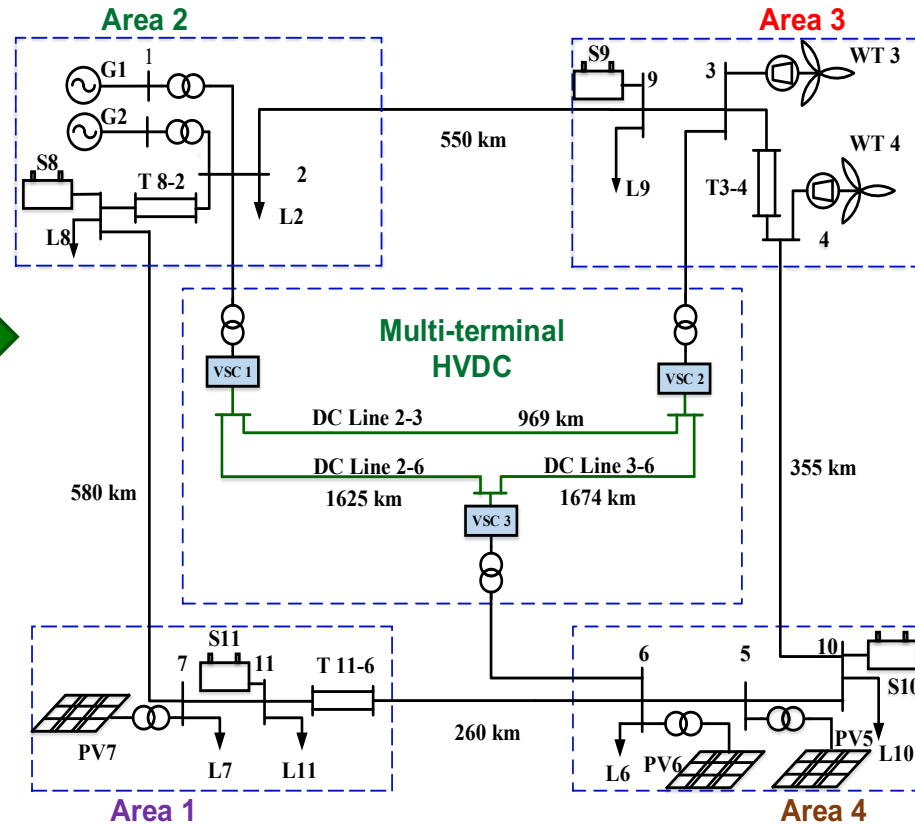 Area 2
Area 3
G1
1
G2
S8
T 8-2
2
L8
L2
550 km
S9
9
3
WT 3
L9
T3-4
WT 4
4
Multi-terminal
HVDC
VSC 1
VSC 2
DC Line 2-3
969 km
DC Line 2-6
1625 km
DC Line 3-6
1674 km
VSC 3
580 km
355 km
7
S11
11
T 11-6
PV7
L7
L11
260 km
6
5
10
S10
L6
PV6
PV5
L10
Area 1
Area 4